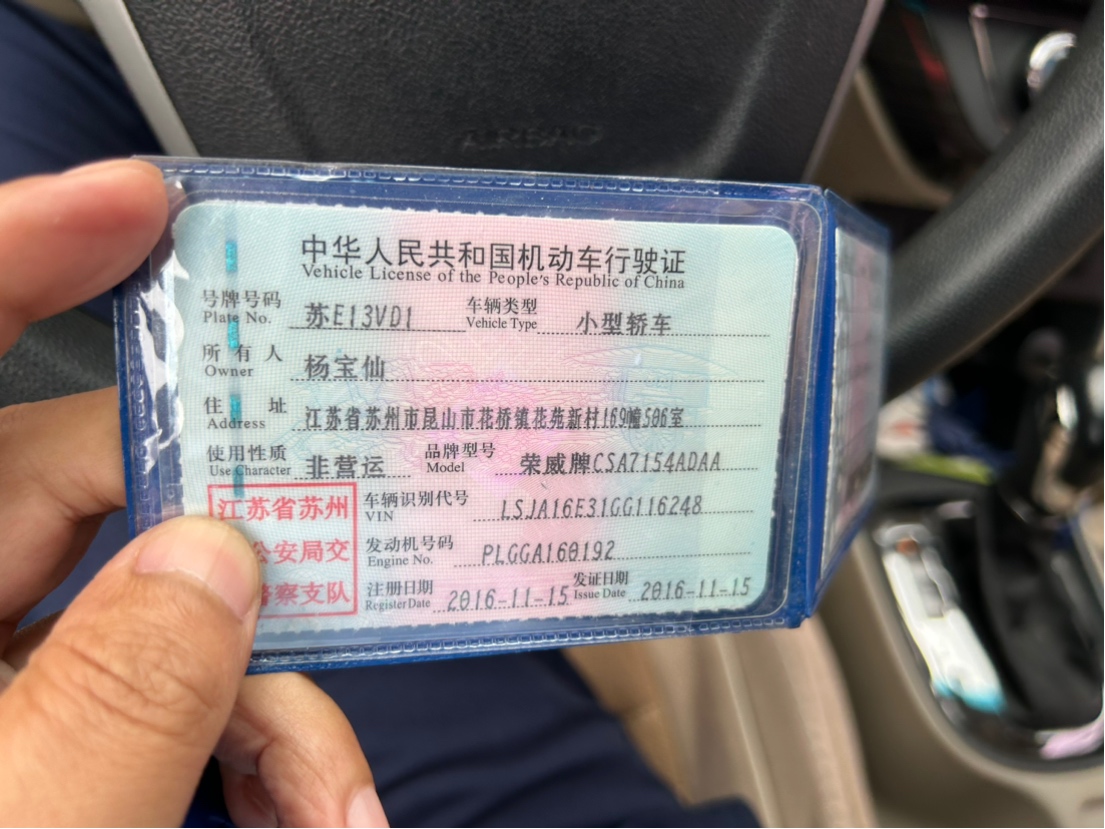 AIRBAG
中华人民共和国机动车行驶证
Vehicle License of the People's Republic of China
号牌号码 苏E13VD1 车辆类型 小型轿车
Plate No. Vehicle Type
所有人 杨宝仙
Owner
住址 江苏省苏州市昆山市花桥镇花苑新村169幢506室
Address
使用性质 非营运 品牌型号 荣威牌CSA7154ADAA
Use Character Model
江苏省苏州 车辆识别代号 LSJA16E31GG116248
VIN
公安局交 发动机号码 PLGGA160192
Engine No.
警察支队 注册日期 2016-11-15 发证日期 2016-11-15
Register Date Issue Date